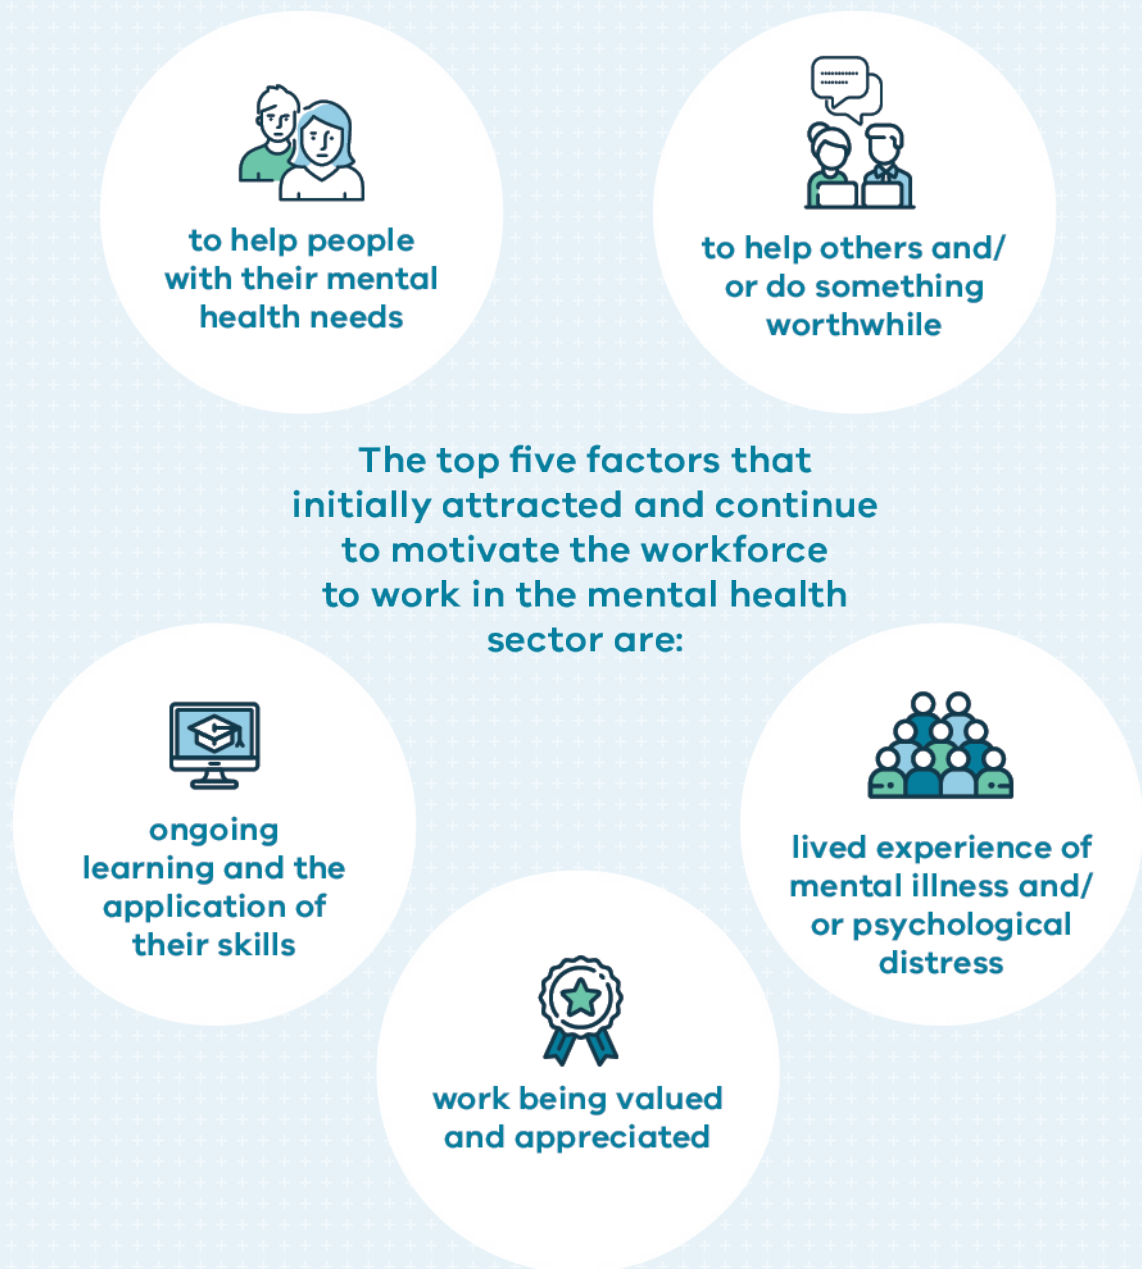 to help people
with their mental
health needs
to help others and/
or do something
worthwhile
The top five factors that
initially attracted and continue
to motivate the workforce
to work in the mental health
sector are:
ongoing
learning and the
application of
their skills
lived experience of
mental illness and/
or psychological
distress
work being valued
and appreciated